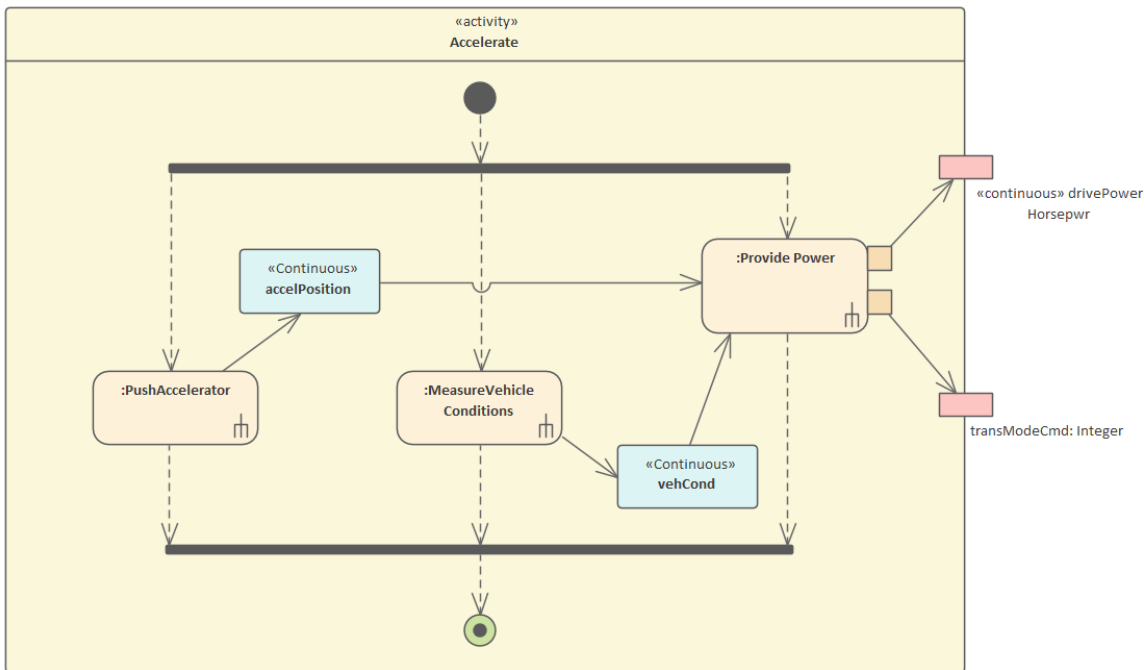 «activity»
Accelerate
«continuous» drivePower
Horsepwr
:Provide Power
«Continuous»
accelPosition
:PushAccelerator
:MeasureVehicle
Conditions
transModeCmd: Integer
«Continuous»
vehCond